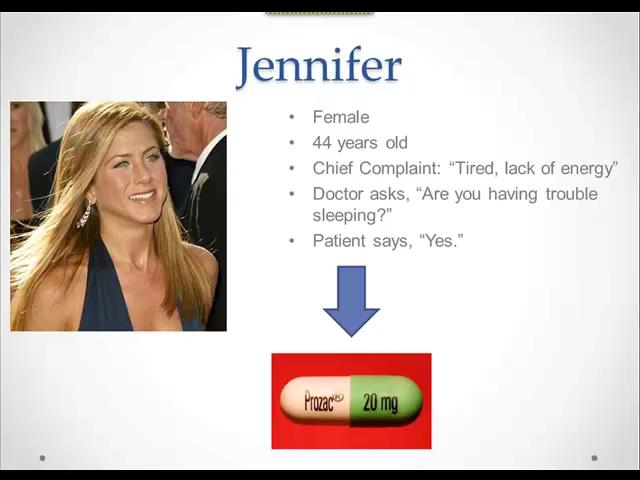 Jennifer
• Female
• 44 years old
• Chief Complaint: “Tired, lack of energy”
• Doctor asks, “Are you having trouble
sleeping?”
• Patient says, “Yes.”
Prozac®
20 mg